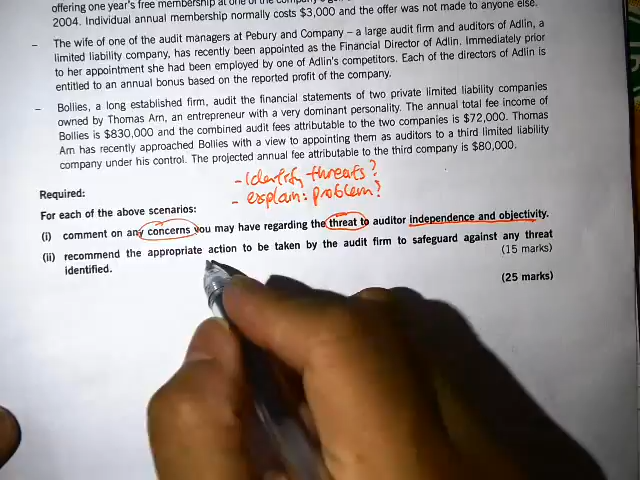 offering one year's free membership at one of the company's
2004. Individual annual membership normally costs $3,000 and the offer was not made to anyone else.
– The wife of one of the audit managers at Pebury and Company – a large audit firm and auditors of Adlin, a
limited liability company, has recently been appointed as the Financial Director of Adlin. Immediately prior
to her appointment she had been employed by one of Adlin's competitors. Each of the directors of Adlin is
entitled to an annual bonus based on the reported profit of the company.
– Bollies, a long established firm, audit the financial statements of two private limited liability companies
owned by Thomas Arn, an entrepreneur with a very dominant personality. The annual total fee income of
Bollies is $830,000 and the combined audit fees attributable to the two companies is $72,000. Thomas
Arn has recently approached Bollies with a view to appointing them as auditors to a third limited liability
company under his control. The projected annual fee attributable to the third company is $80,000.
- Identify threats?
Required:
- explain: problem?
For each of the above scenarios:
(i) comment on any concerns you may have regarding the threat to auditor independence and objectivity.
(ii) recommend the appropriate action to be taken by the audit firm to safeguard against any threat
identified. (15 marks)
(25 marks)